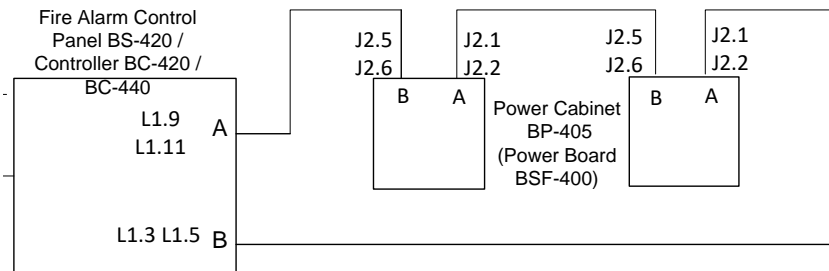 Fire Alarm Control
Panel BS-420 /
Controller BC-420 /
BC-440
L1.9
L1.11
A
L1.3 L1.5 B
J2.5
J2.6
J2.1
J2.2
B A
Power Cabinet
BP-405
(Power Board
BSF-400)
J2.5
J2.6
J2.1
J2.2
B A